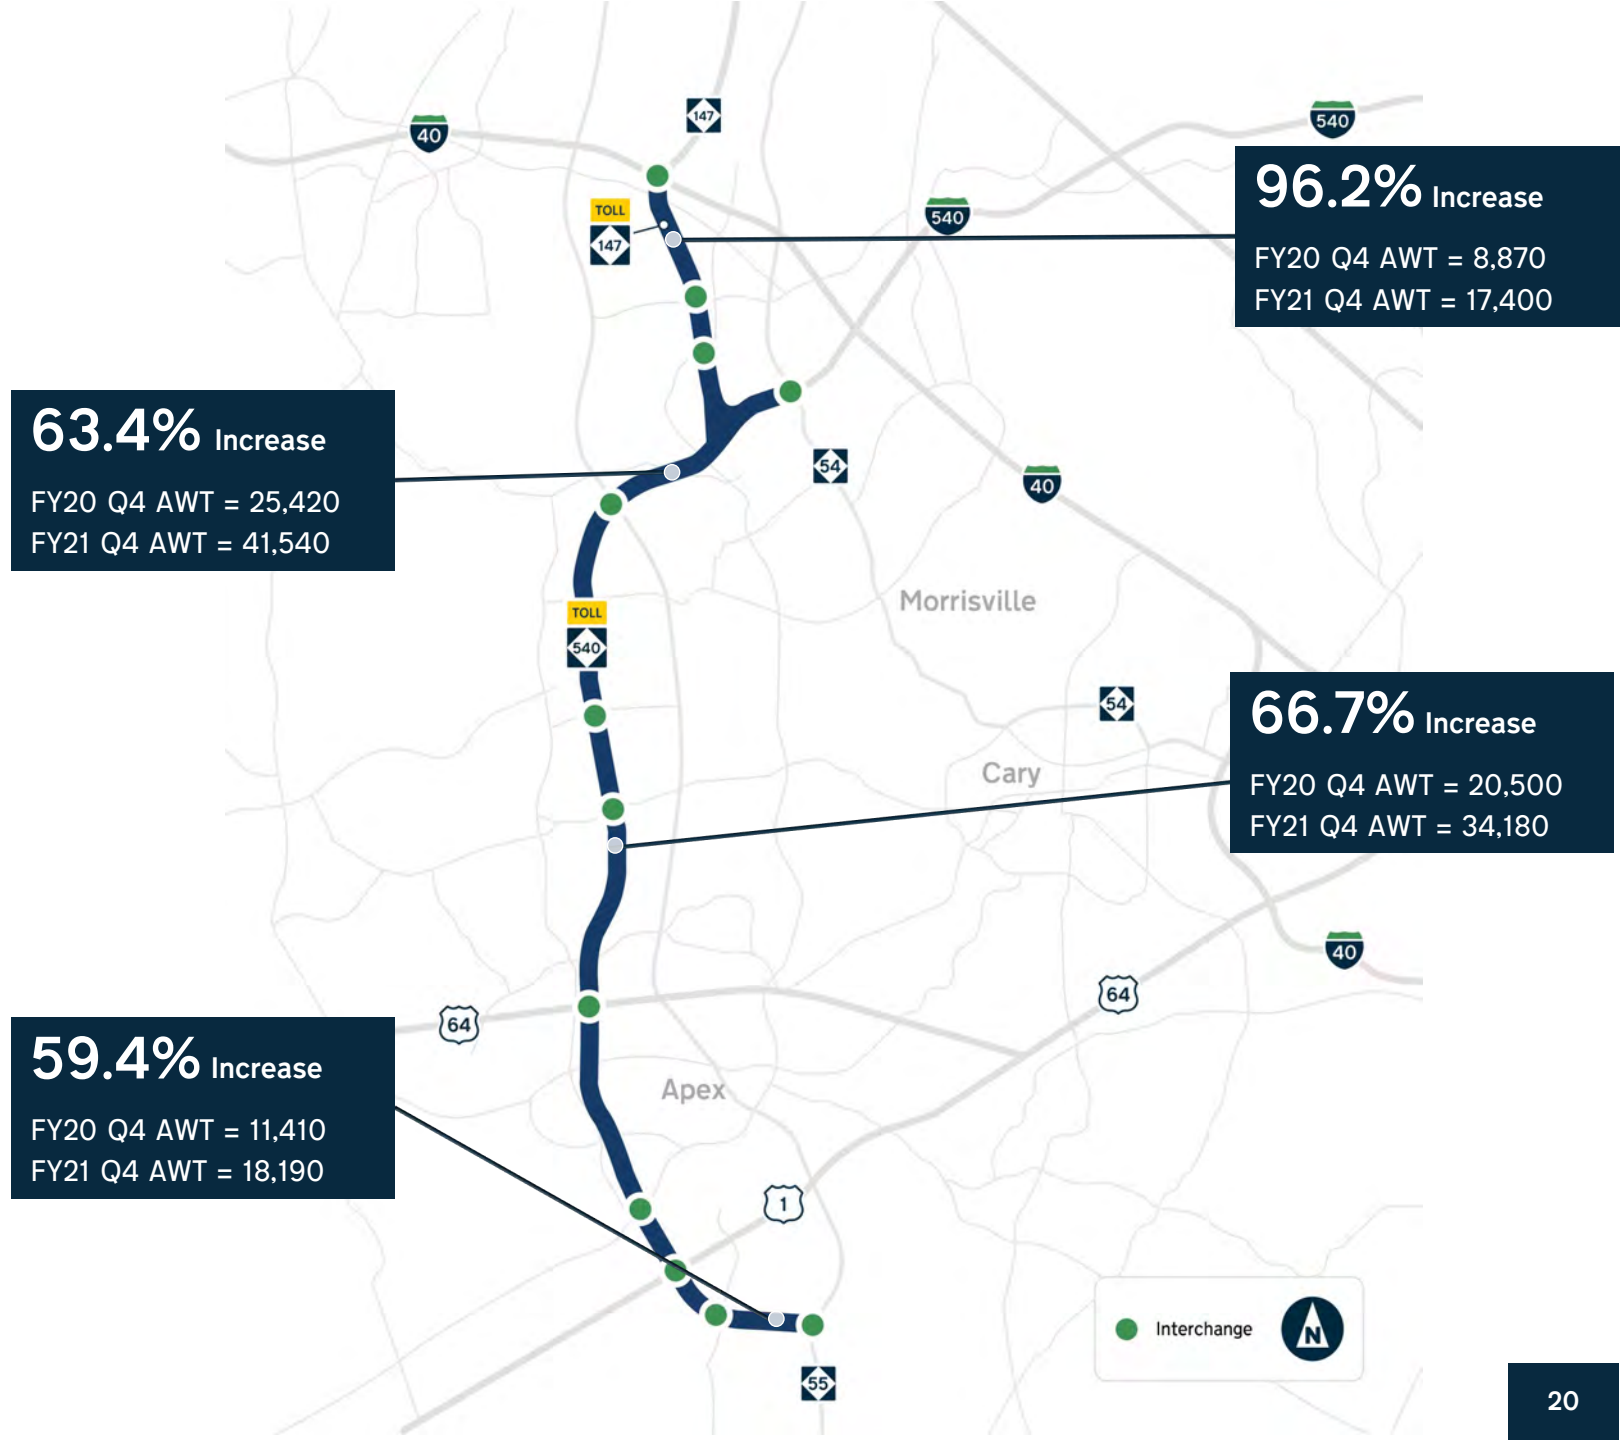 147
40
540
96.2% Increase
FY20 Q4 AWT = 8,870
FY21 Q4 AWT = 17,400
TOLL
147
540
63.4% Increase
FY20 Q4 AWT = 25,420
FY21 Q4 AWT = 41,540
54
40
Morrisville
TOLL
540
54
66.7% Increase
FY20 Q4 AWT = 20,500
FY21 Q4 AWT = 34,180
Cary
40
64
64
59.4% Increase
FY20 Q4 AWT = 11,410
FY21 Q4 AWT = 18,190
Apex
1
Interchange
N
55
20